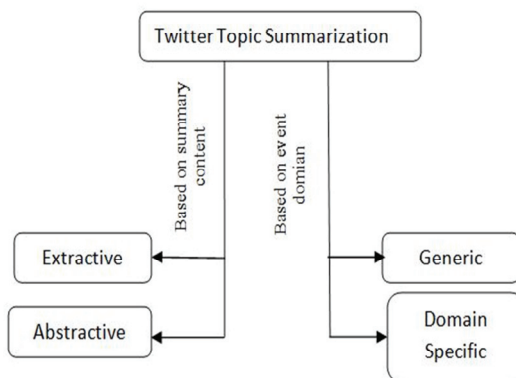 Twitter Topic Summarization
Based on summary
content
Based on event
domian
Extractive
Generic
Abstractive
Domain
Specific